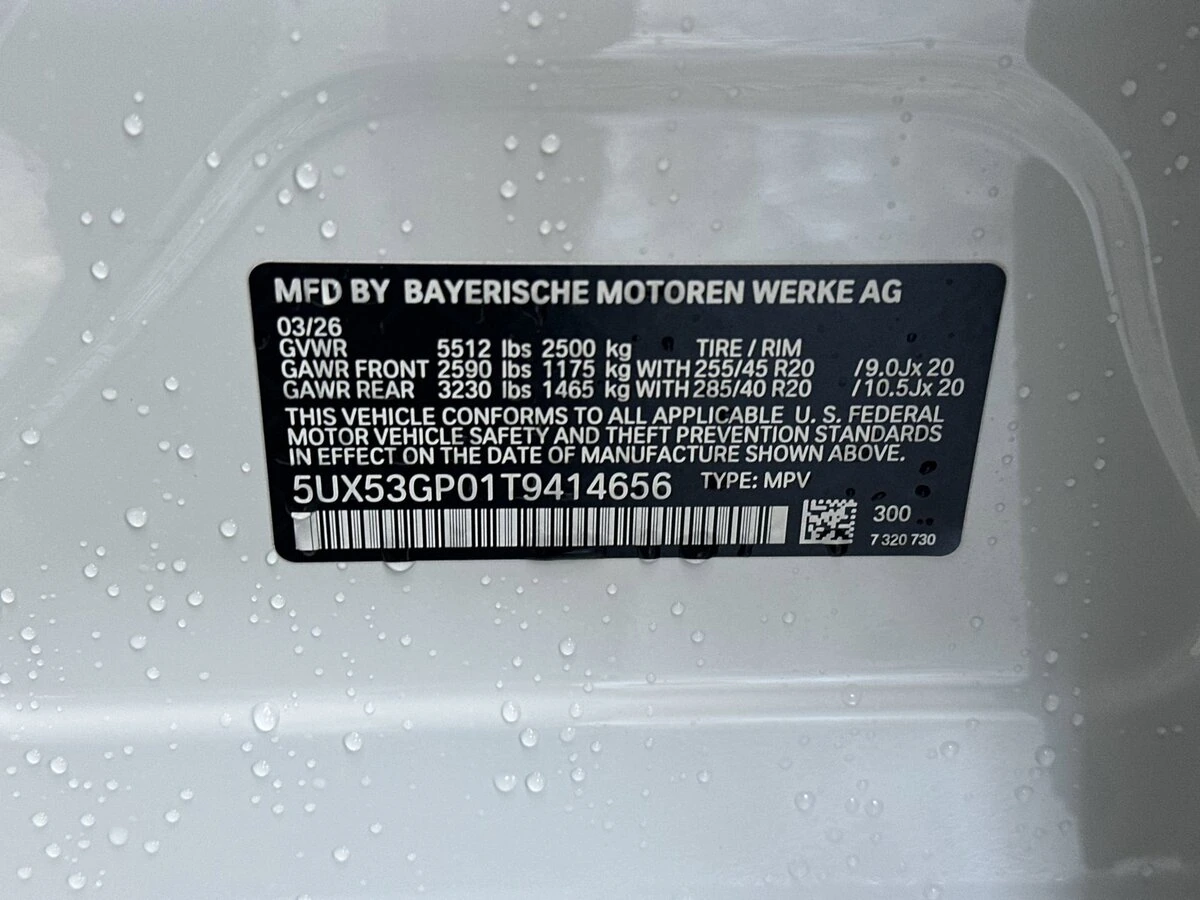 MFD BY BAYERISCHE MOTOREN WERKE AG
03/26
GVWR 5512 lbs 2500 kg TIRE / RIM
GAWR FRONT 2590 lbs 1175 kg WITH 255/45 R20 /9.0Jx 20
GAWR REAR 3230 lbs 1465 kg WITH 285/40 R20 /10.5Jx 20
THIS VEHICLE CONFORMS TO ALL APPLICABLE U. S. FEDERAL
MOTOR VEHICLE SAFETY AND THEFT PREVENTION STANDARDS
IN EFFECT ON THE DATE OF MANUFACTURE SHOWN ABOVE.
5UX53GP01T9414656 TYPE: MPV
300
7 320 730